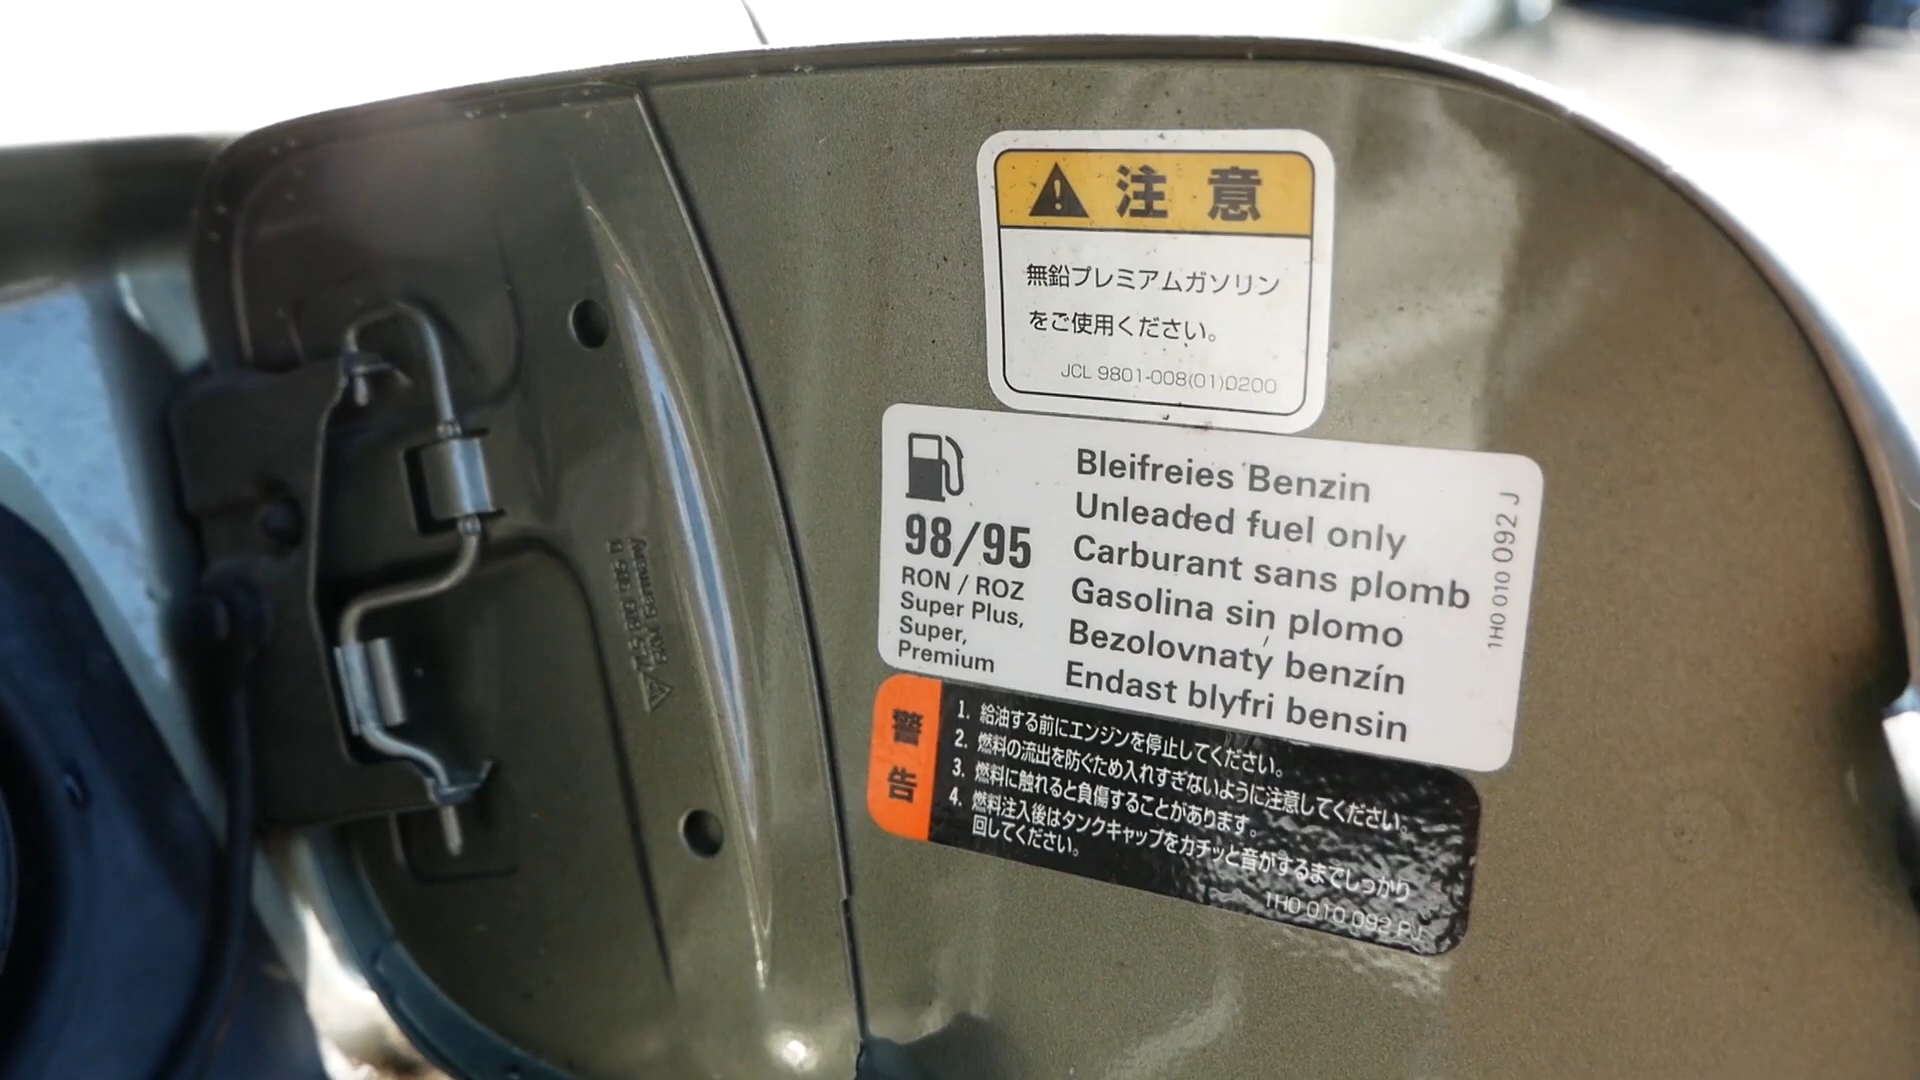 注意
無鉛プレミアムガソリン
をご使用ください。
JCL 9801-008(01)0200
98/95
RON / ROZ
Super Plus,
Super,
Premium
Bleifreies Benzin
Unleaded fuel only
Carburant sans plomb
Gasolina sin plomo
Bezolovnaty benzín
Endast blyfri bensin
1H0 010 092 J
警告
1. 給油する前にエンジンを停止してください。
2. 燃料の流出を防ぐため入れすぎないように注意してください。
3. 燃料に触れると負傷することがあります。
4. 燃料注入後はタンクキャップをカチッと音がするまでしっかり
回してください。
1H0 010 092 PJ